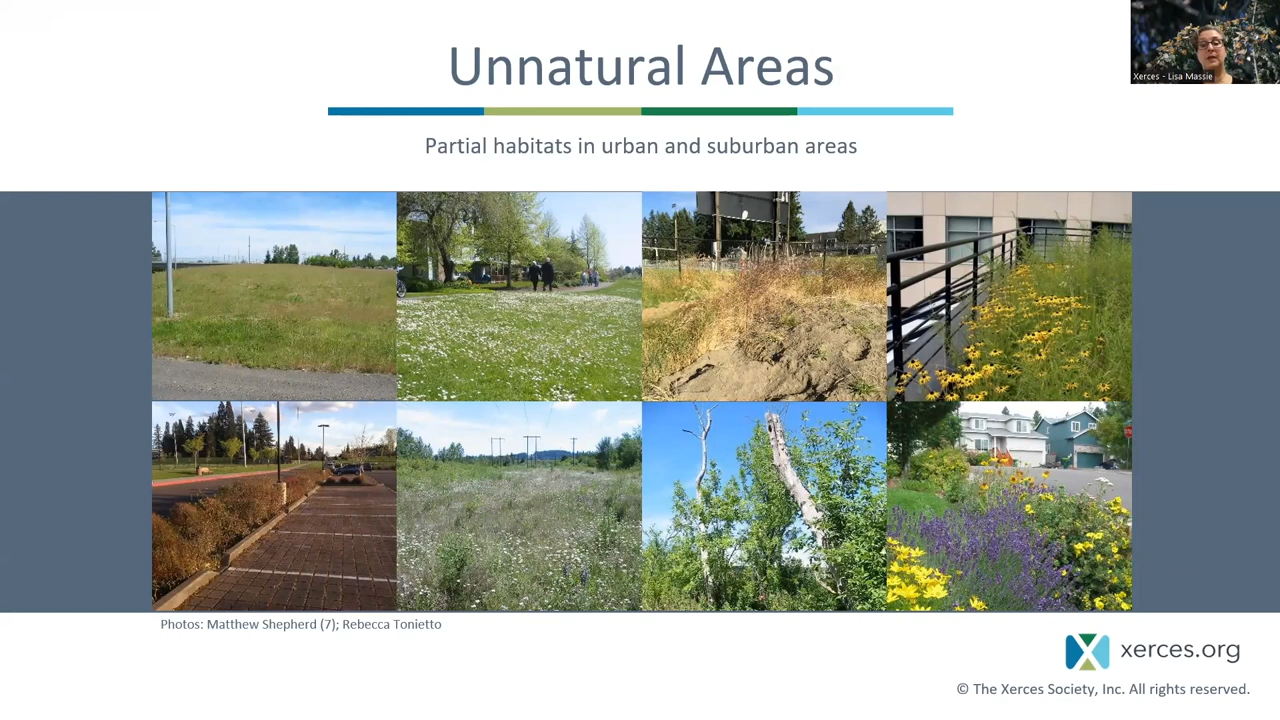 Unnatural Areas
Xerces - Lisa Massie
Partial habitats in urban and suburban areas
Photos: Matthew Shepherd (7); Rebecca Tonietto
xerces.org
© The Xerces Society, Inc. All rights reserved.